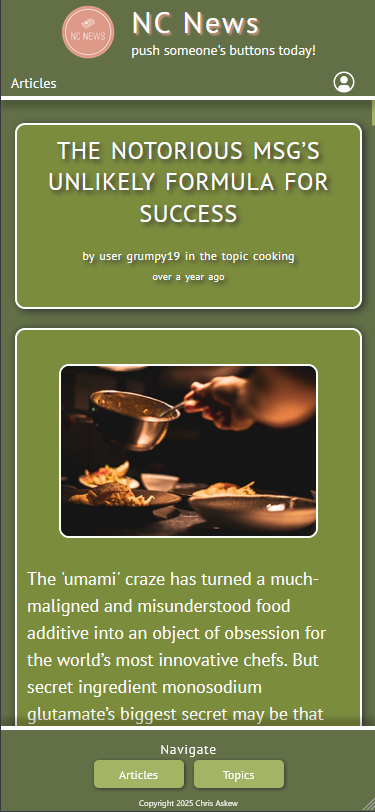 NC NEWS
NC News
push someone's buttons today!
Articles
THE NOTORIOUS MSG'S
UNLIKELY FORMULA FOR
SUCCESS
by user grumpy19 in the topic cooking
over a year ago
The 'umami' craze has turned a much-
maligned and misunderstood food
additive into an object of obsession for
the world's most innovative chefs. But
secret ingredient monosodium
glutamate's biggest secret may be that
Navigate
Articles
Topics
Copyright 2025 Chris Askew